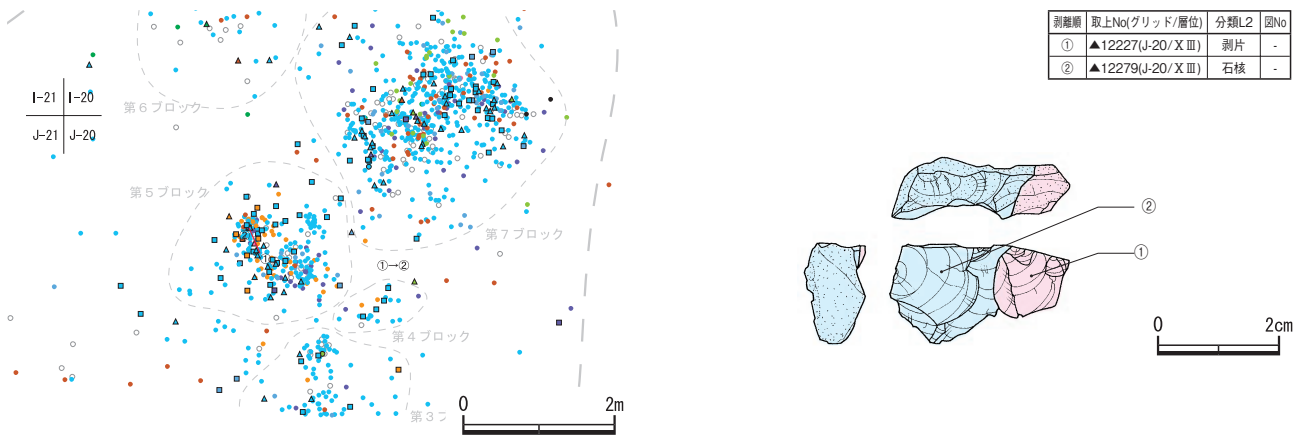 I-21 I-20
J-21 J-20
第6ブロック
第5ブロック
第7ブロック
①→②
第4ブロック
第3ブ
0 2m
剥離順 取上No(グリッド/層位) 分類L2 図No
① ▲12227(J-20/XⅢ) 剥片 -
② ▲12279(J-20/XⅢ) 石核 -
②
①
0 2cm